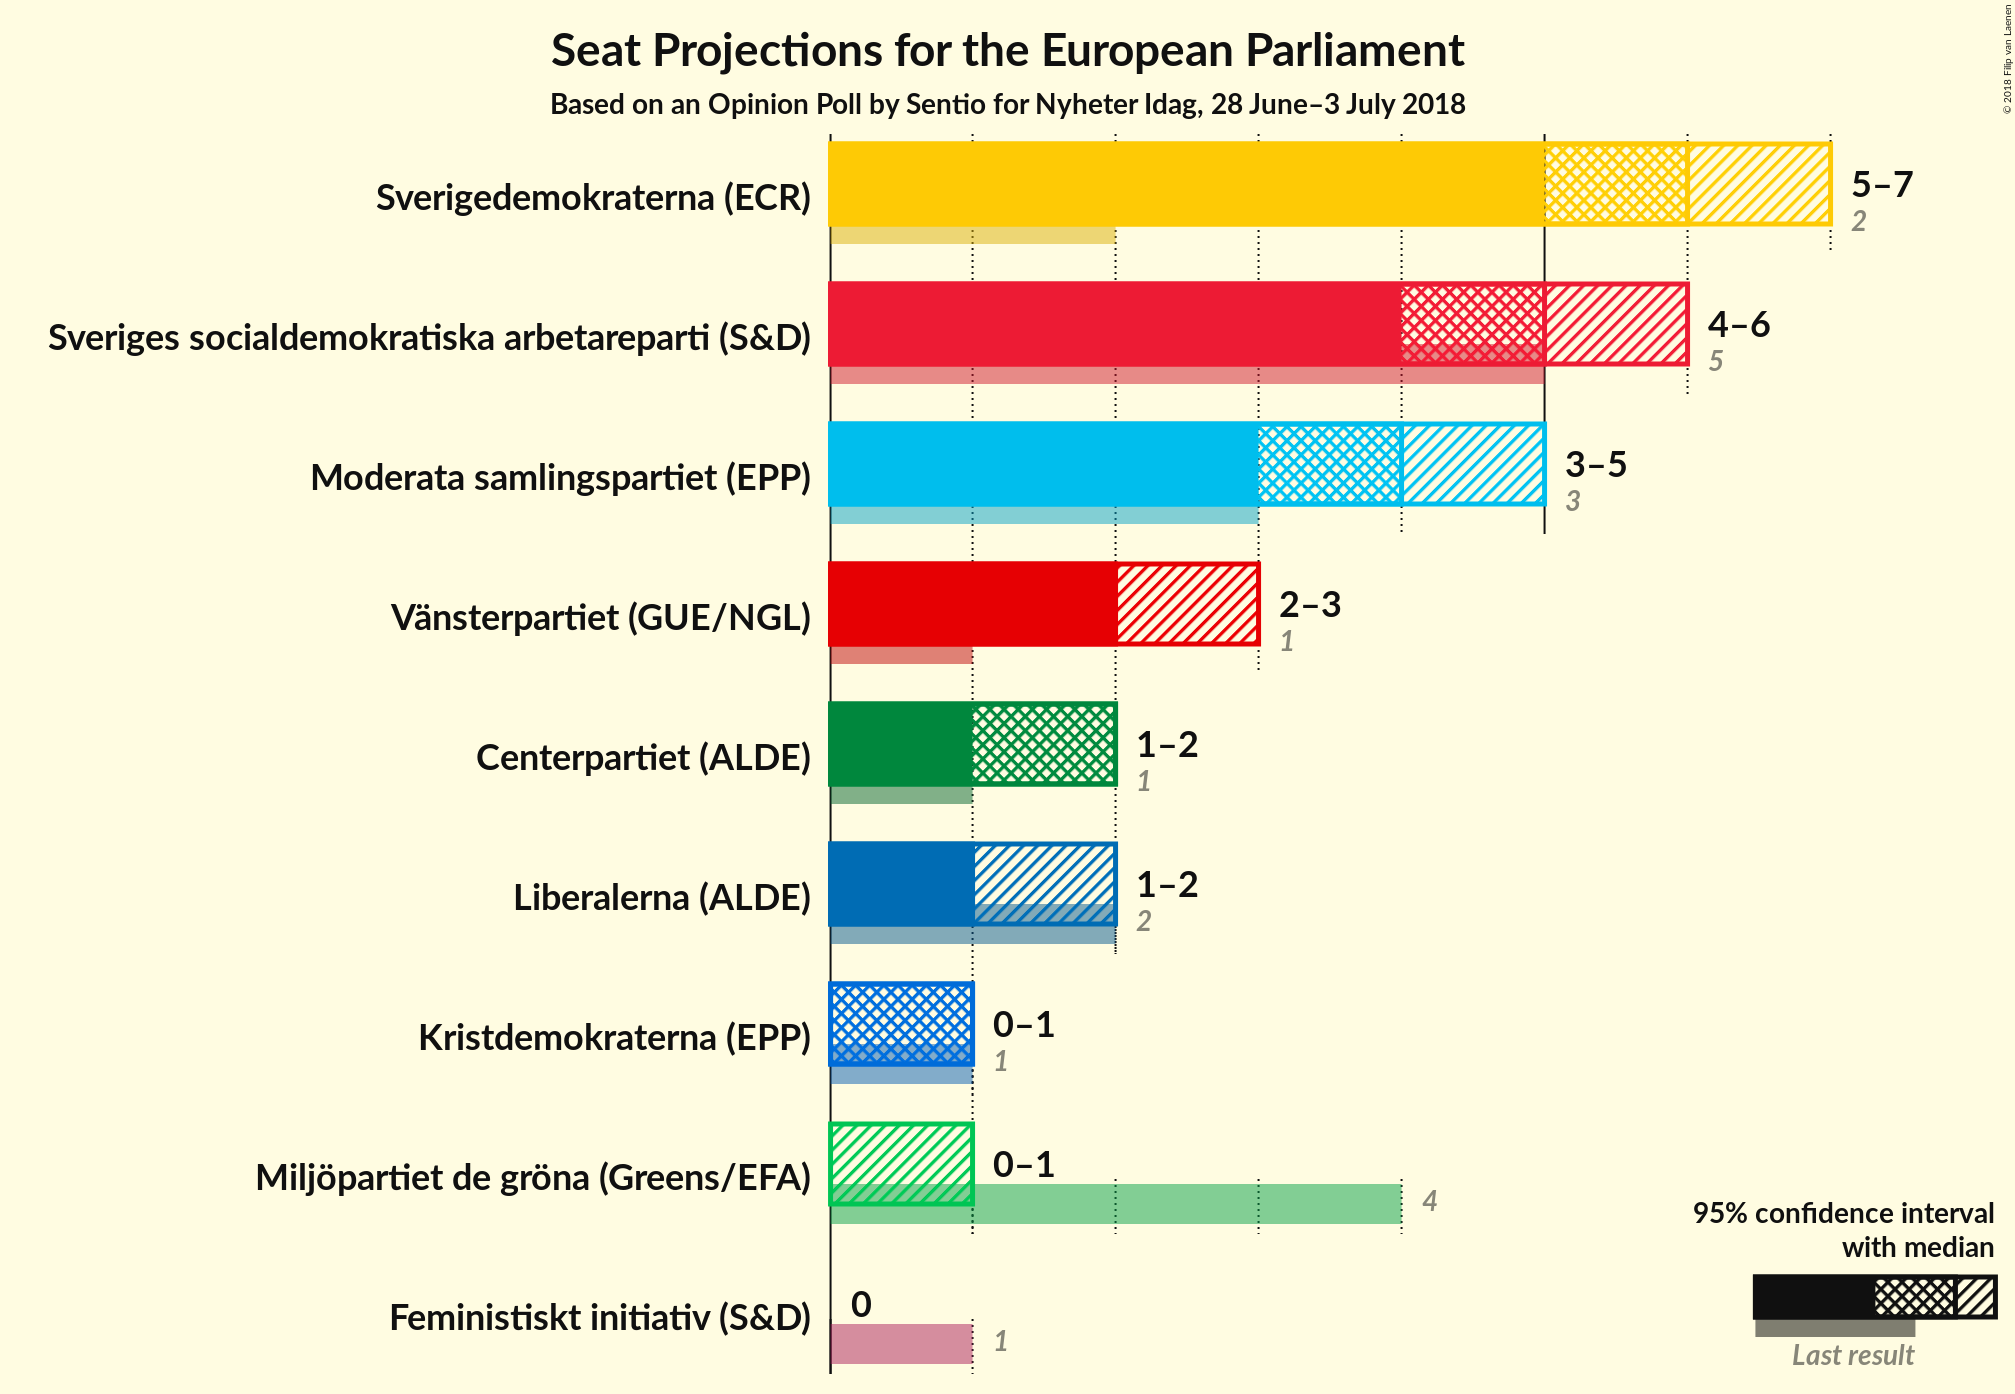 Seat Projections for the European Parliament
Based on an Opinion Poll by Sentio for Nyheter Idag, 28 June–3 July 2018
© 2018 Filip van Laenen
Sverigedemokraterna (ECR)
5–7
2
Sveriges socialdemokratiska arbetareparti (S&D)
4–6
5
Moderata samlingspartiet (EPP)
3–5
3
Vänsterpartiet (GUE/NGL)
2–3
1
Centerpartiet (ALDE)
1–2
1
Liberalerna (ALDE)
1–2
2
Kristdemokraterna (EPP)
0–1
1
Miljöpartiet de gröna (Greens/EFA)
0–1
4
Feministiskt initiativ (S&D)
0
1
95% confidence interval
with median
Last result